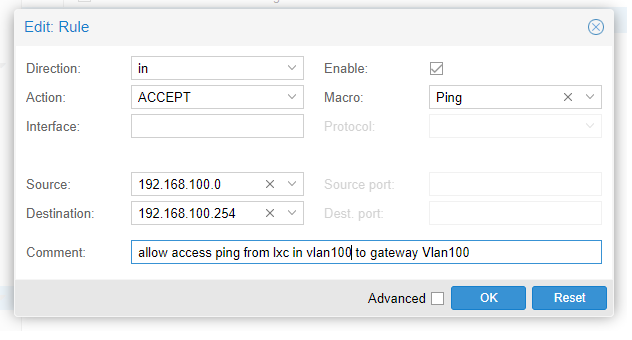 Edit: Rule
Direction: in Enable:
Action: ACCEPT Macro: Ping
Interface: Protocol:
Source: 192.168.100.0 Source port:
Destination: 192.168.100.254 Dest. port:
Comment: allow access ping from lxc in vlan100 to gateway Vlan100
Advanced OK Reset